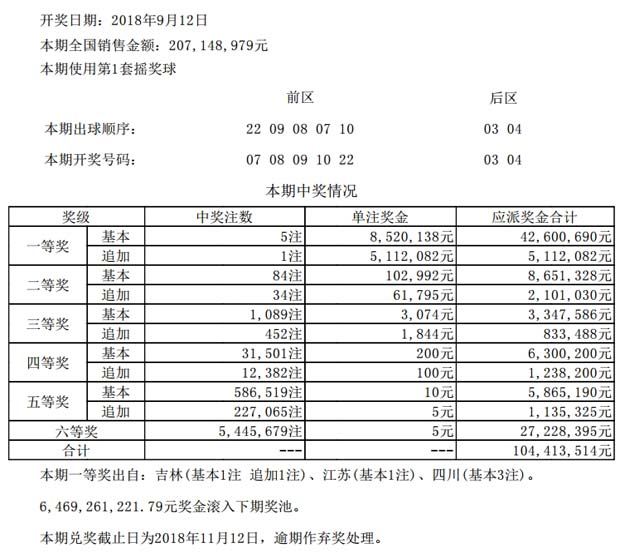 开奖日期：2018年9月12日
本期全国销售金额：207,148,979元
本期使用第1套摇奖球
前区 后区
本期出球顺序： 22 09 08 07 10 03 04
本期开奖号码： 07 08 09 10 22 03 04
本期中奖情况
奖级 中奖注数 单注奖金 应派奖金合计
一等奖 基本 5注 8,520,138元 42,600,690元
追加 1注 5,112,082元 5,112,082元
二等奖 基本 84注 102,992元 8,651,328元
追加 34注 61,795元 2,101,030元
三等奖 基本 1,089注 3,074元 3,347,586元
追加 452注 1,844元 833,488元
四等奖 基本 31,501注 200元 6,300,200元
追加 12,382注 100元 1,238,200元
五等奖 基本 586,519注 10元 5,865,190元
追加 227,065注 5元 1,135,325元
六等奖 5,445,679注 5元 27,228,395元
合计 --- --- 104,413,514元
本期一等奖出自：吉林(基本1注 追加1注)、江苏(基本1注)、四川(基本3注)。
6,469,261,221.79元奖金滚入下期奖池。
本期兑奖截止日为2018年11月12日，逾期作弃奖处理。